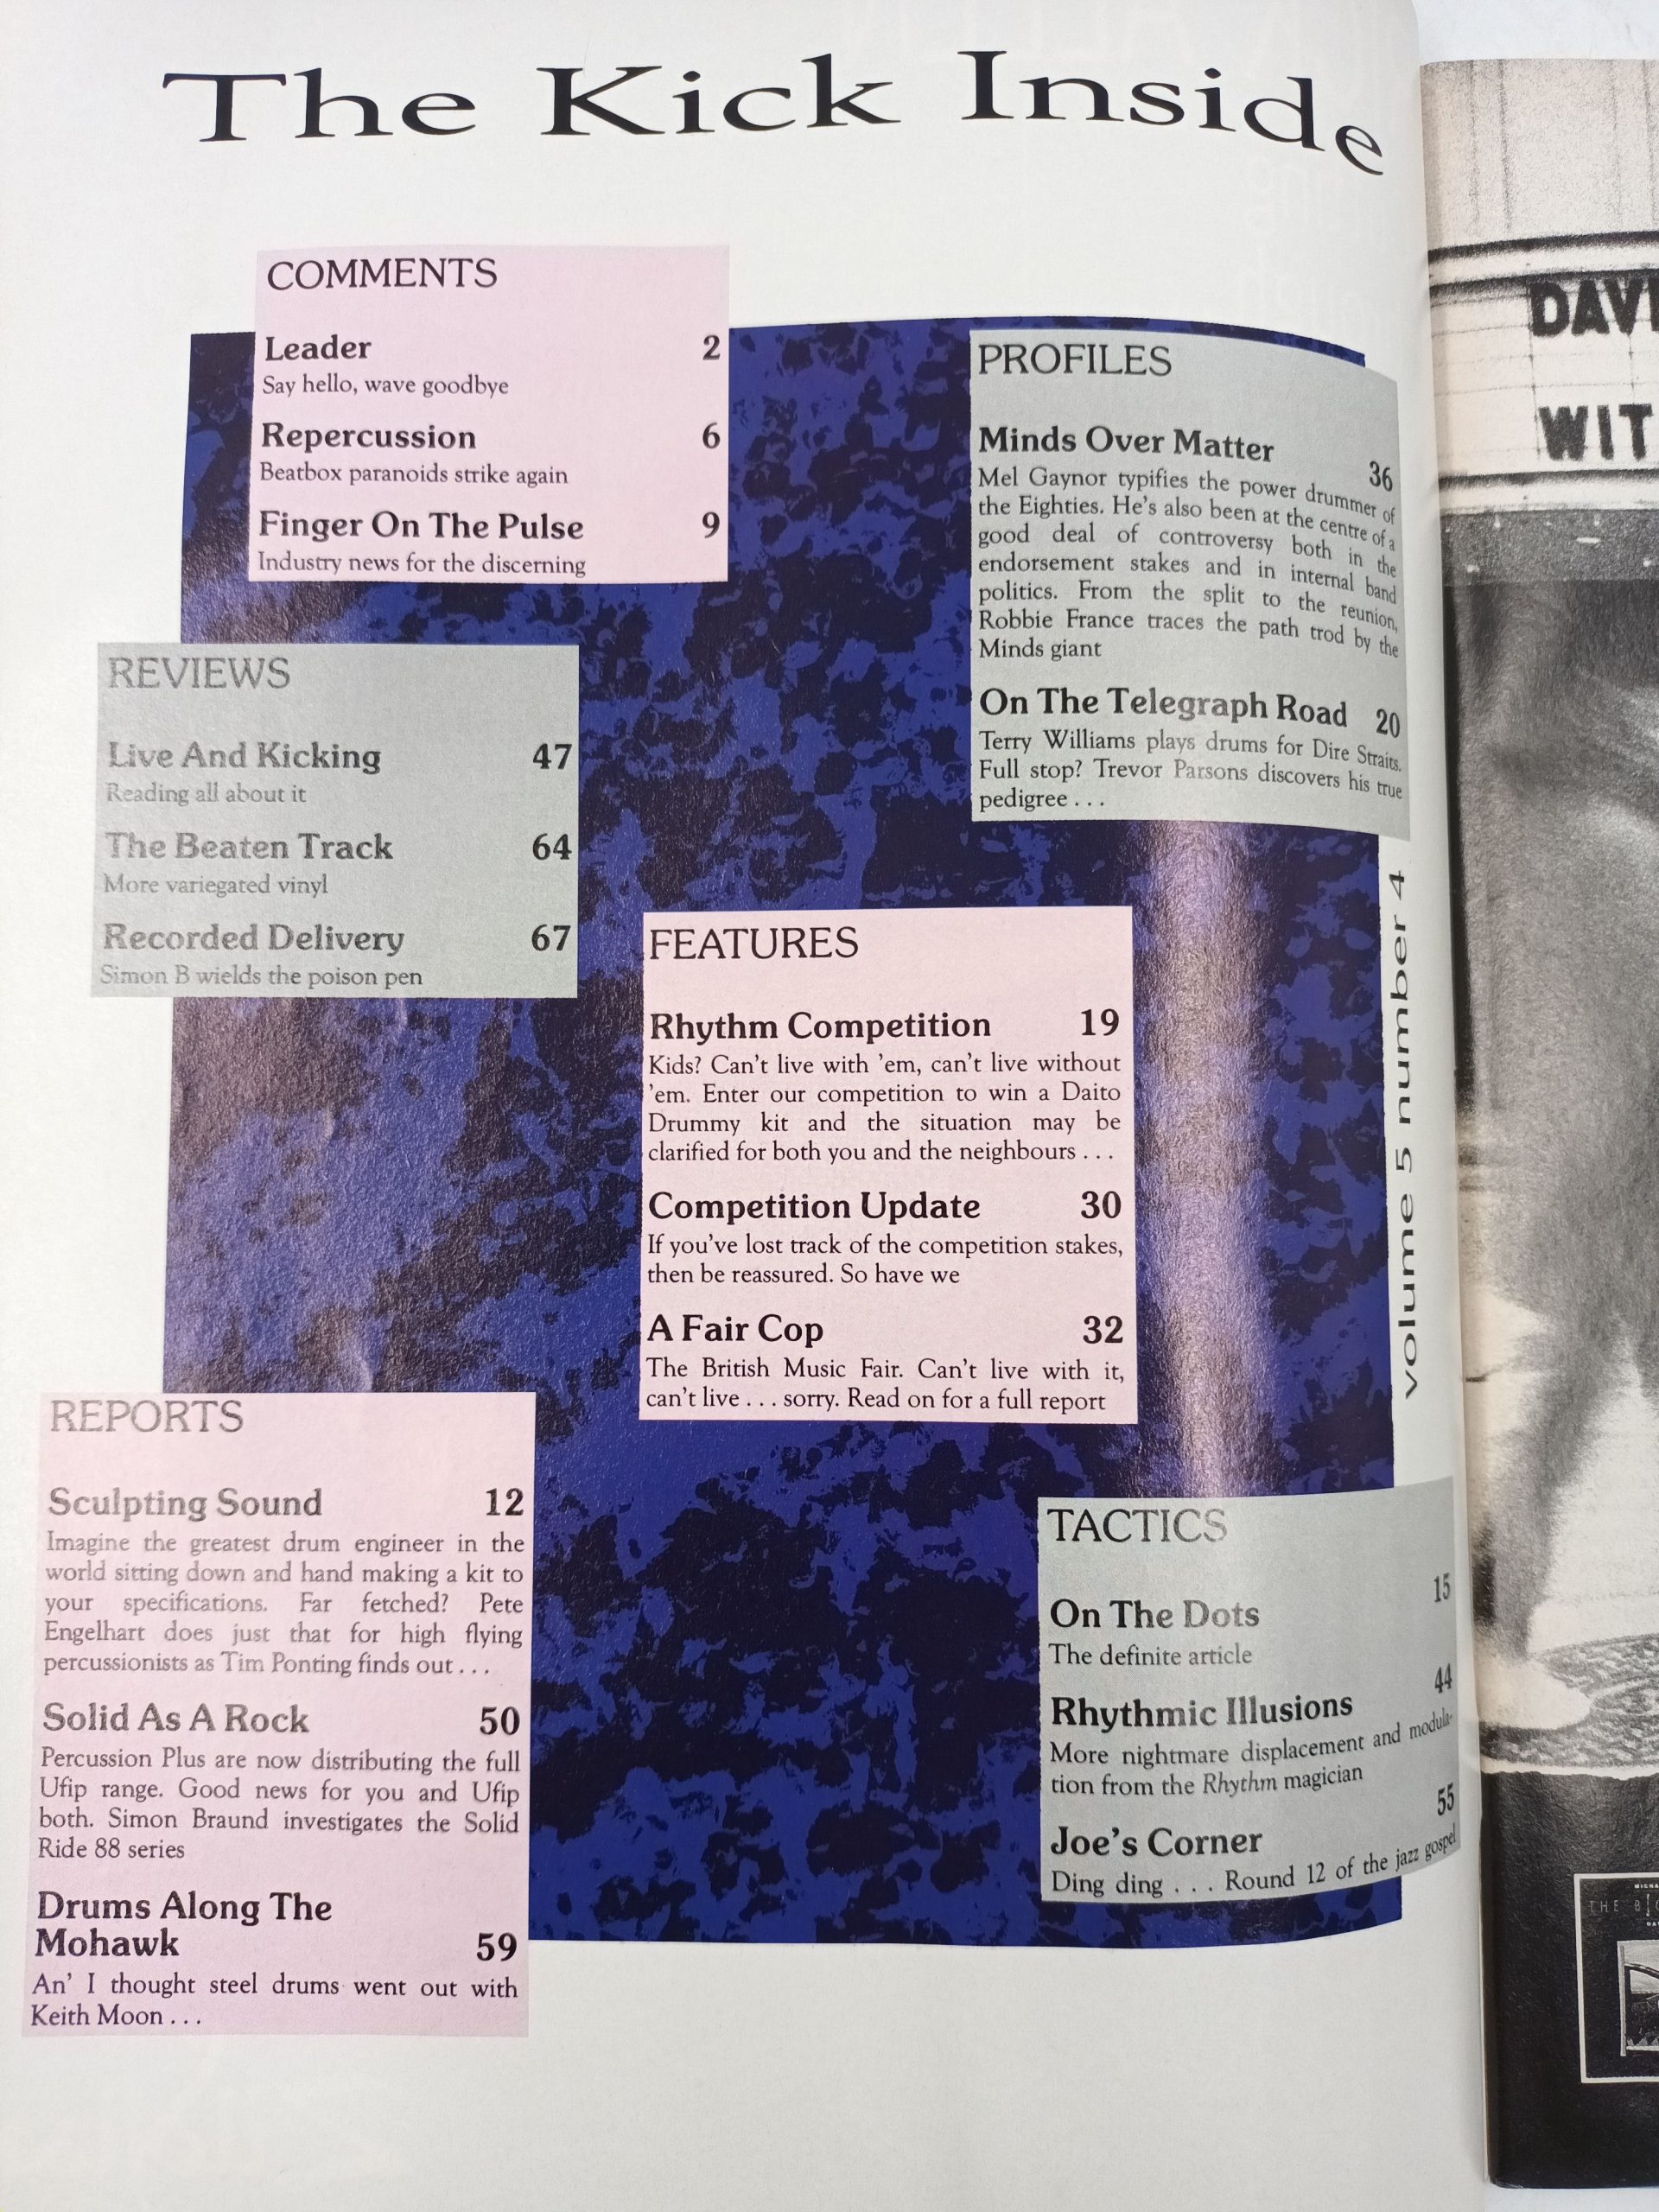 The Kick Inside
COMMENTS
Leader 2
Say hello, wave goodbye
Repercussion 6
Beatbox paranoids strike again
Finger On The Pulse 9
Industry news for the discerning
PROFILES
Minds Over Matter 36
Mel Gaynor typifies the power drummer of
the Eighties. He's also been at the centre of a
good deal of controversy both in the
endorsement stakes and in internal band
politics. From the split to the reunion,
Robbie France traces the path trod by the
Minds giant
On The Telegraph Road 20
Terry Williams plays drums for Dire Straits.
Full stop? Trevor Parsons discovers his true
pedigree . . .
REVIEWS
Live And Kicking 47
Reading all about it
The Beaten Track 64
More variegated vinyl
Recorded Delivery 67
Simon B wields the poison pen
FEATURES
Rhythm Competition 19
Kids? Can't live with 'em, can't live without
'em. Enter our competition to win a Daito
Drummy kit and the situation may be
clarified for both you and the neighbours . . .
Competition Update 30
If you've lost track of the competition stakes,
then be reassured. So have we
A Fair Cop 32
The British Music Fair. Can't live with it,
can't live . . . sorry. Read on for a full report
volume 5 number 4
REPORTS
Sculpting Sound 12
Imagine the greatest drum engineer in the
world sitting down and hand making a kit to
your specifications. Far fetched? Pete
Engelhart does just that for high flying
percussionists as Tim Ponting finds out . . .
Solid As A Rock 50
Percussion Plus are now distributing the full
Ufip range. Good news for you and Ufip
both. Simon Braund investigates the Solid
Ride 88 series
Drums Along The
Mohawk 59
An' I thought steel drums went out with
Keith Moon . . .
TACTICS
On The Dots 15
The definite article
Rhythmic Illusions 44
More nightmare displacement and modula-
tion from the Rhythm magician
Joe's Corner 55
Ding ding . . . Round 12 of the jazz gospel
DAV
WIT
THE B